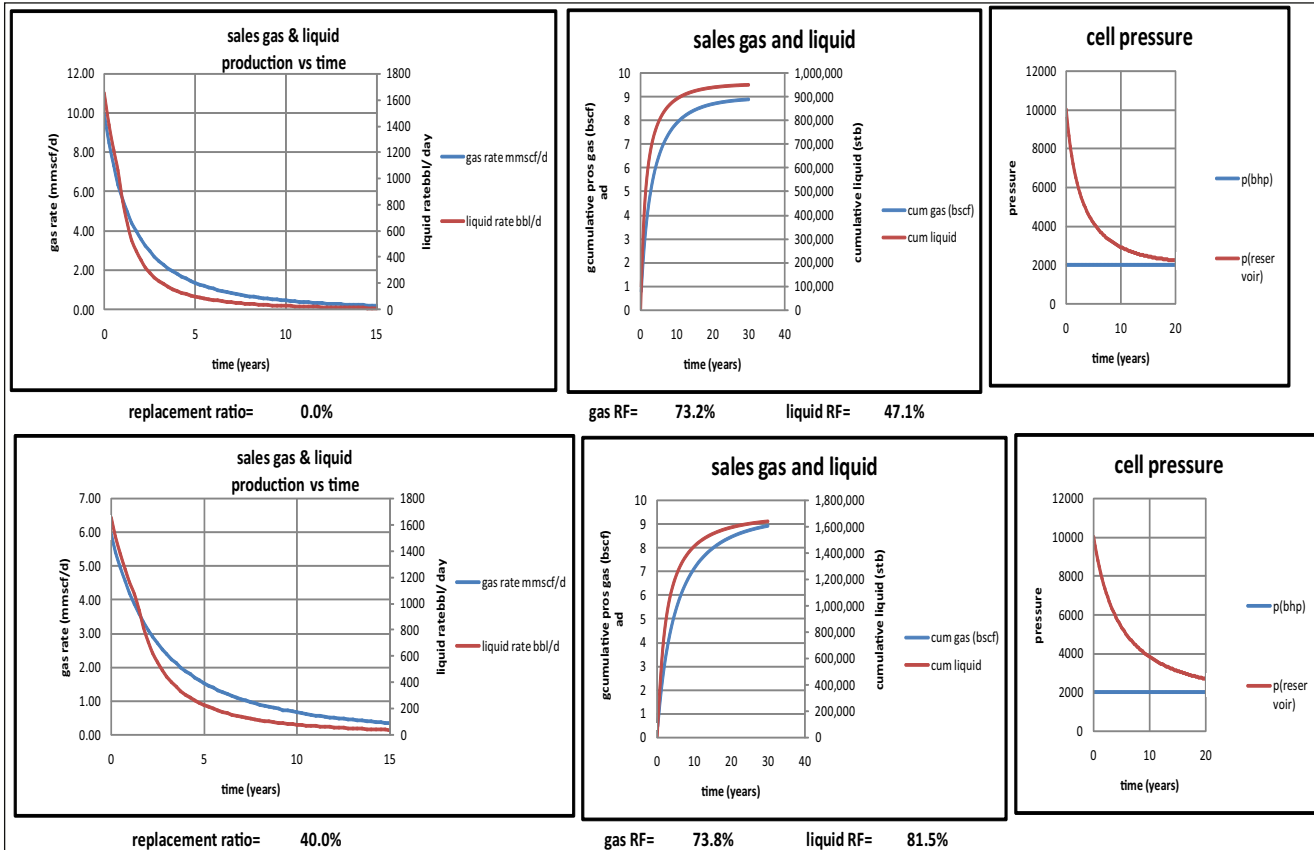 sales gas & liquid
production vs time
12.00
10.00
8.00
6.00
4.00
2.00
0.00
gas rate (mmscf/d)
1800
1600
1400
1200
1000
800
600
400
200
0
liquid ratebbl/ day
0 5 10 15
time (years)
gas rate mmscf/d
liquid rate bbl/d
sales gas and liquid
10
9
8
7
6
5
4
3
2
1
0
gcumulative pros gas (bscf)
ad
1,000,000
900,000
800,000
700,000
600,000
500,000
400,000
300,000
200,000
100,000
0
cumulative liquid (stb)
0 10 20 30 40
time (years)
cum gas (bscf)
cum liquid
cell pressure
12000
10000
8000
6000
4000
2000
0
pressure
0 10 20
time (years)
p(bhp)
p(reser
voir)
replacement ratio= 0.0%
gas RF= 73.2% liquid RF= 47.1%
sales gas & liquid
production vs time
7.00
6.00
5.00
4.00
3.00
2.00
1.00
0.00
gas rate (mmscf/d)
1800
1600
1400
1200
1000
800
600
400
200
0
liquid ratebbl/ day
0 5 10 15
time (years)
gas rate mmscf/d
liquid rate bbl/d
sales gas and liquid
10
9
8
7
6
5
4
3
2
1
0
gcumulative pros gas (bscf)
ad
1,800,000
1,600,000
1,400,000
1,200,000
1,000,000
800,000
600,000
400,000
200,000
0
cumulative liquid (stb)
0 10 20 30 40
time (years)
cum gas (bscf)
cum liquid
cell pressure
12000
10000
8000
6000
4000
2000
0
pressure
0 10 20
time (years)
p(bhp)
p(reser
voir)
replacement ratio= 40.0%
gas RF= 73.8% liquid RF= 81.5%